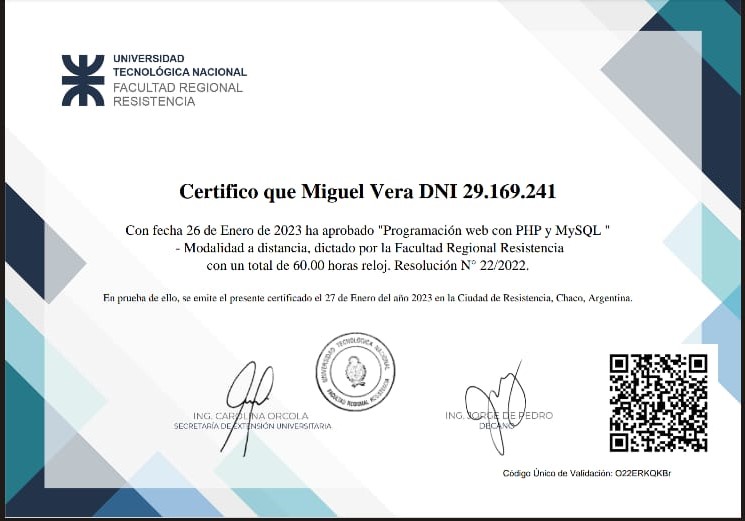 UNIVERSIDAD
TECNOLÓGICA NACIONAL
FACULTAD REGIONAL
RESISTENCIA
Certifico que Miguel Vera DNI 29.169.241
Con fecha 26 de Enero de 2023 ha aprobado "Programación web con PHP y MySQL "
- Modalidad a distancia, dictado por la Facultad Regional Resistencia
con un total de 60.00 horas reloj. Resolución N° 22/2022.
En prueba de ello, se emite el presente certificado el 27 de Enero del año 2023 en la Ciudad de Resistencia, Chaco, Argentina.
UNIVERSIDAD TECNOLOGICA NACIONAL
FACULTAD REGIONAL RESISTENCIA
ING. CAROLINA ORCOLA
SECRETARÍA DE EXTENSIÓN UNIVERSITARIA
ING. JORGE DE PEDRO
DECANO
Código Único de Validación: O22ERKQKBr